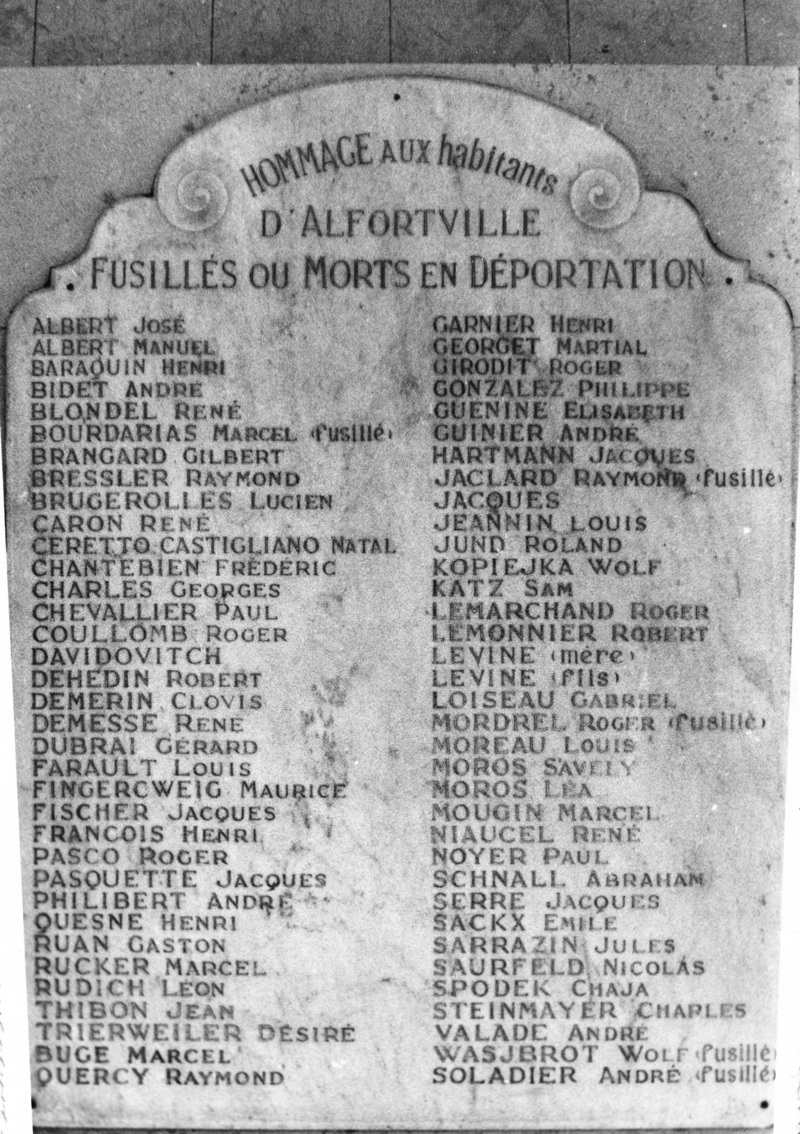 HOMMAGE AUX habitants
D'ALFORTVILLE
. FUSILLÉS OU MORTS EN DÉPORTATION .
ALBERT JOSÉ
ALBERT MANUEL
BARAQUIN HENRI
BIDET ANDRÉ
BLONDEL RENÉ
BOURDARIAS MARCEL (fusillé)
BRANGARD GILBERT
BRESSLER RAYMOND
BRUGEROLLES LUCIEN
CARON RENÉ
CERETTO CASTIGLIANO NATAL
CHANTEBIEN FRÉDÉRIC
CHARLES GEORGES
CHEVALLIER PAUL
COULLOMB ROGER
DAVIDOVITCH
DEHEDIN ROBERT
DEMERIN CLOVIS
DEMESSE RENÉ
DUBRAI GÉRARD
FARAULT LOUIS
FINGERCWEIG MAURICE
FISCHER JACQUES
FRANCOIS HENRI
PASCO ROGER
PASQUETTE JACQUES
PHILIBERT ANDRÉ
QUESNE HENRI
RUAN GASTON
RUCKER MARCEL
RUDICH LÉON
THIBON JEAN
TRIERWEILER DÉSIRÉ
BUGE MARCEL
QUERCY RAYMOND
GARNIER HENRI
GEORGET MARTIAL
GIRODIT ROGER
GONZALEZ PHILIPPE
GUENINE ELISABETH
GUINIER ANDRÉ
HARTMANN JACQUES
JACLARD RAYMOND (fusillé)
JACQUES
JEANNIN LOUIS
JUND ROLAND
KOPIEJKA WOLF
KATZ SAM
LEMARCHAND ROGER
LEMONNIER ROBERT
LEVINE (mère)
LEVINE (fils)
LOISEAU GABRIEL
MORDREL ROGER (fusillé)
MOREAU LOUIS
MOROS SAVELY
MOROS LÉA
MOUGIN MARCEL
NIAUCEL RENÉ
NOYER PAUL
SCHNALL ABRAHAM
SERRE JACQUES
SACKX EMILE
SARRAZIN JULES
SAURFELD NICOLÁS
SPODEK CHAJA
STEINMAYER CHARLES
VALADE ANDRÉ
WASJBROT WOLF (fusillé)
SOLADIER ANDRÉ (fusillé)